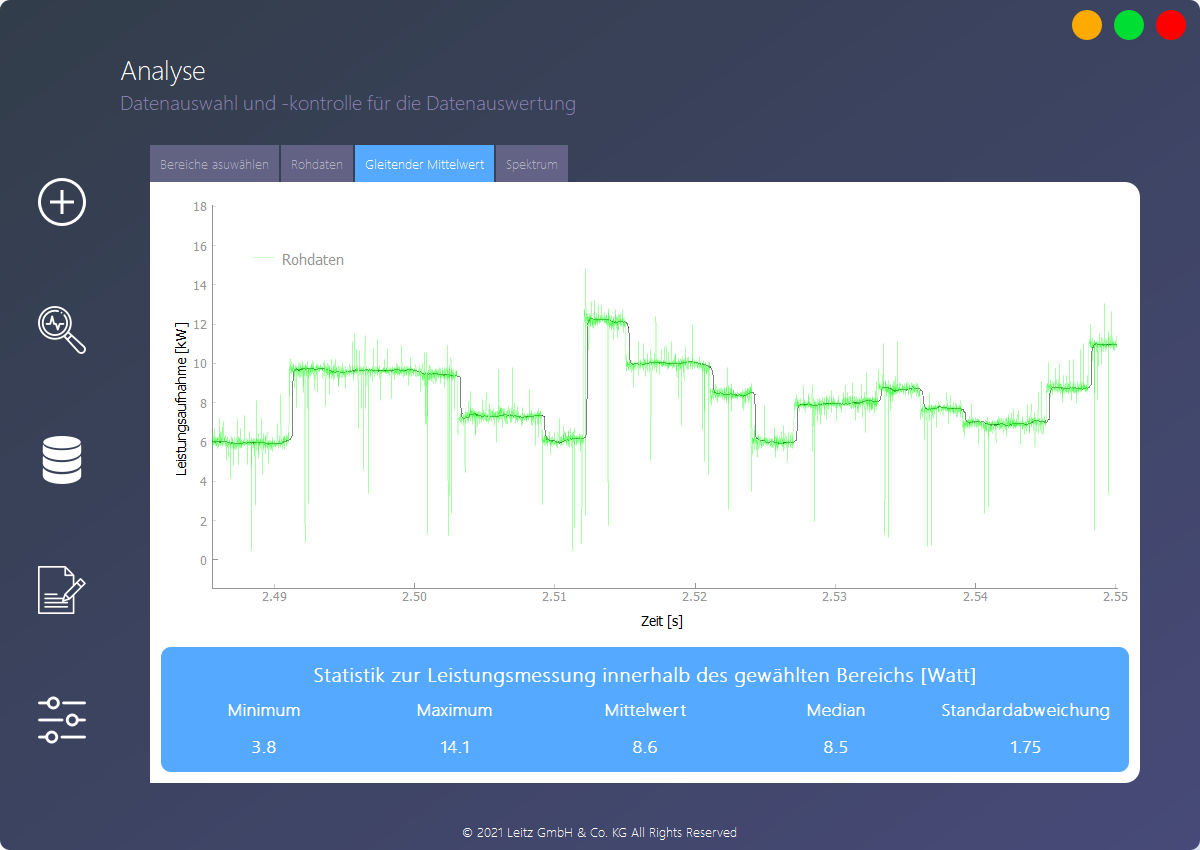 Analyse
Datenauswahl und -kontrolle für die Datenauswertung
Bereiche asuwählen Rohdaten Gleitender Mittelwert Spektrum
18
16
14
12
10
8
6
4
2
0
Rohdaten
Leistungsaufnahme [kW]
2.49 2.50 2.51 2.52 2.53 2.54 2.55
Zeit [s]
Statistik zur Leistungsmessung innerhalb des gewählten Bereichs [Watt]
Minimum Maximum Mittelwert Median Standardabweichung
3.8 14.1 8.6 8.5 1.75
© 2021 Leitz GmbH & Co. KG All Rights Reserved